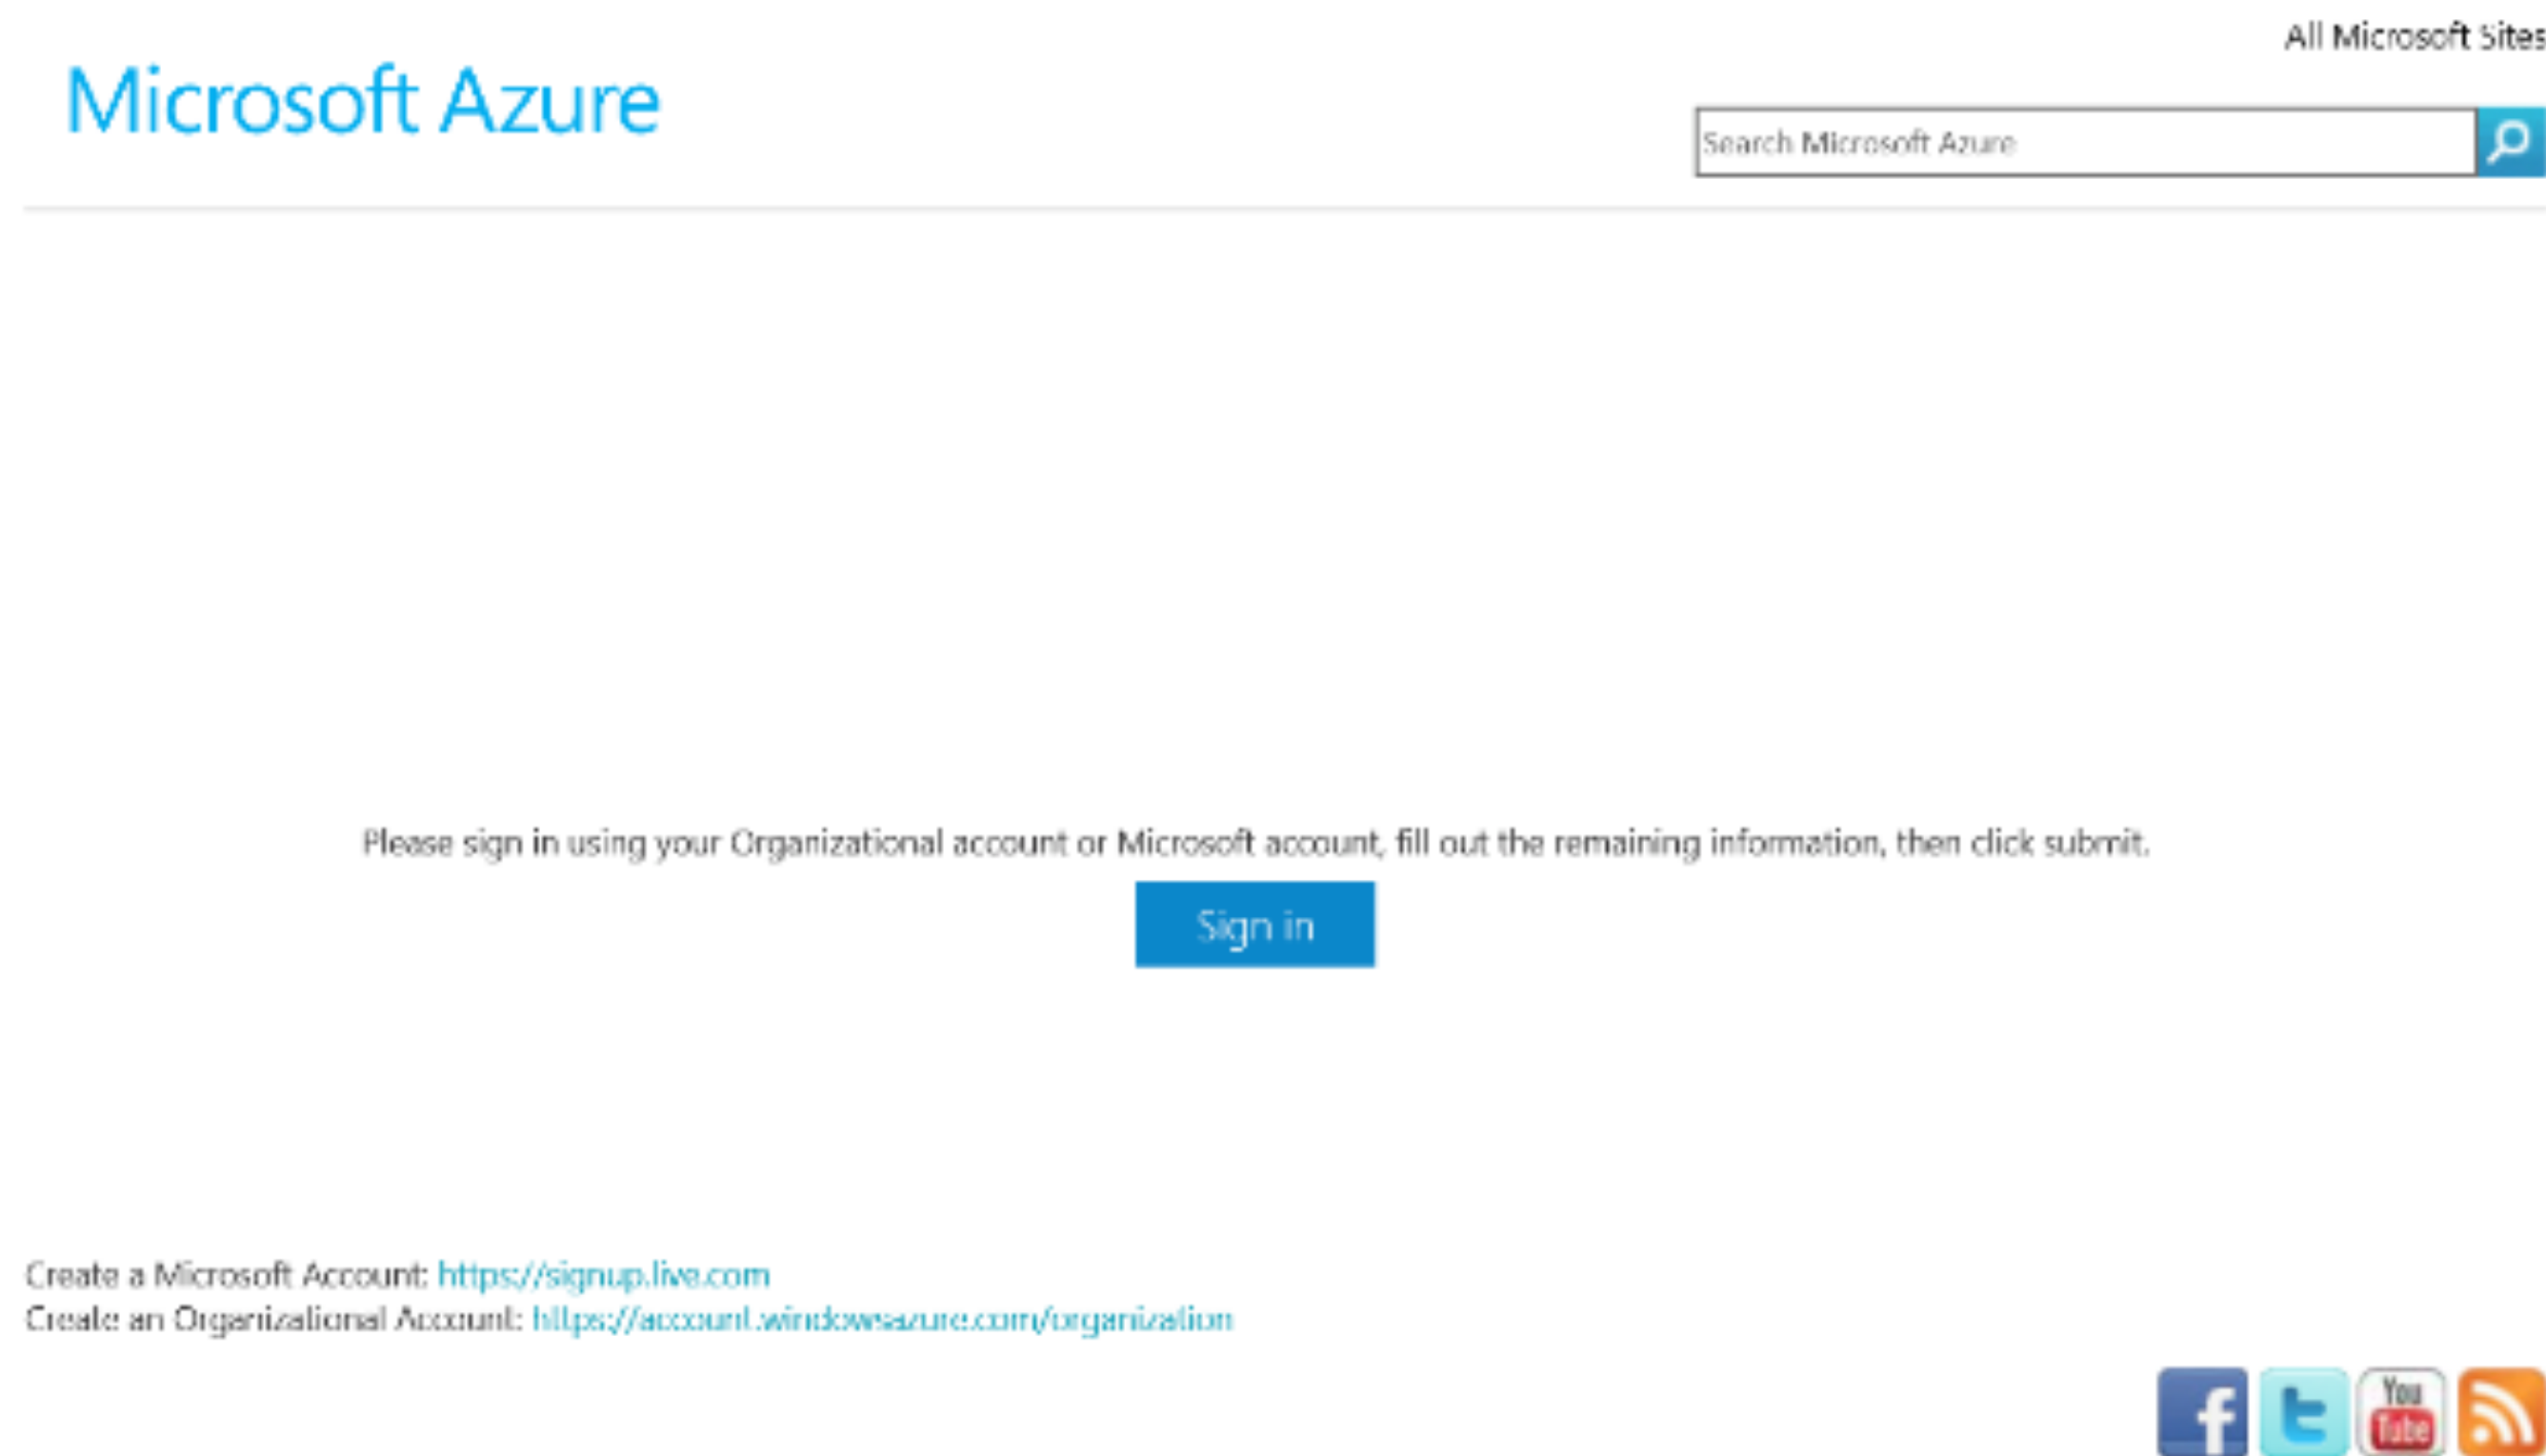 All Microsoft Sites
Microsoft Azure
Search Microsoft Azure
Please sign in using your Organizational account or Microsoft account, fill out the remaining information, then click submit.
Sign in
Create a Microsoft Account: https://signup.live.com
Create an Organizational Account: https://account.windowsazure.com/organization
f t You Tube